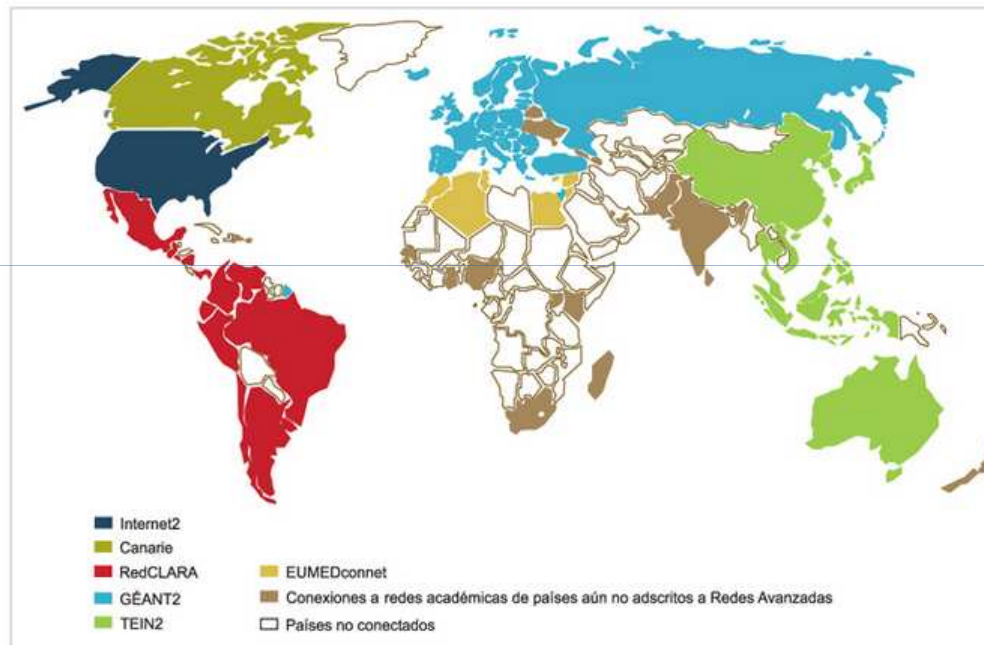 Internet2
Canarie
RedCLARA
GÉANT2
TEIN2
EUMEDconnet
Conexiones a redes académicas de países aún no adscritos a Redes Avanzadas
Países no conectados